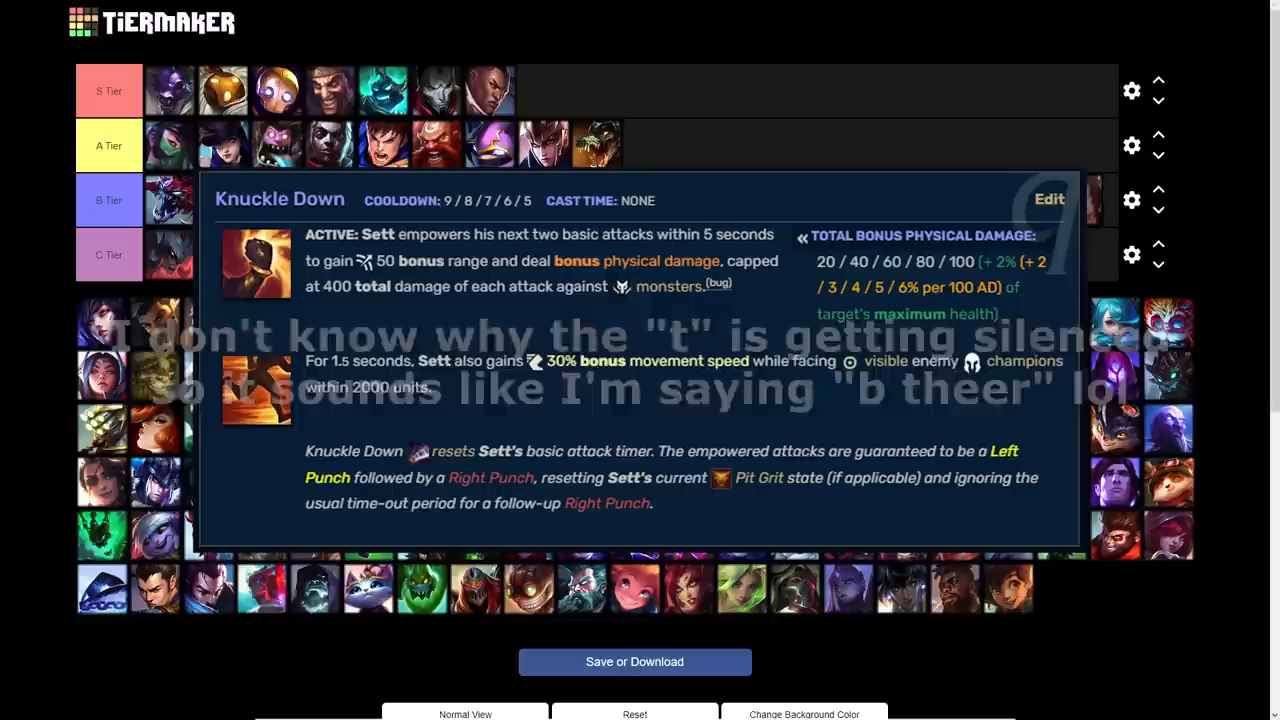 TiERMAKER
S Tier
A Tier
B Tier
C Tier
Knuckle Down COOLDOWN: 9 / 8 / 7 / 6 / 5 CAST TIME: NONE
Edit
q
ACTIVE: Sett empowers his next two basic attacks within 5 seconds
to gain 50 bonus range and deal bonus physical damage, capped
at 400 total damage of each attack against monsters.[bug]
« TOTAL BONUS PHYSICAL DAMAGE:
20 / 40 / 60 / 80 / 100 (+ 2% (+ 2
/ 3 / 4 / 5 / 6% per 100 AD) of
target's maximum health)
I don't know why the "t" is getting silenced
so it sounds like I'm saying "b theer" lol
For 1.5 seconds, Sett also gains 30% bonus movement speed while facing visible enemy champions
within 2000 units.
Knuckle Down resets Sett's basic attack timer. The empowered attacks are guaranteed to be a Left
Punch followed by a Right Punch, resetting Sett's current Pit Grit state (if applicable) and ignoring the
usual time-out period for a follow-up Right Punch.
Save or Download
Normal View
Reset
Change Background Color